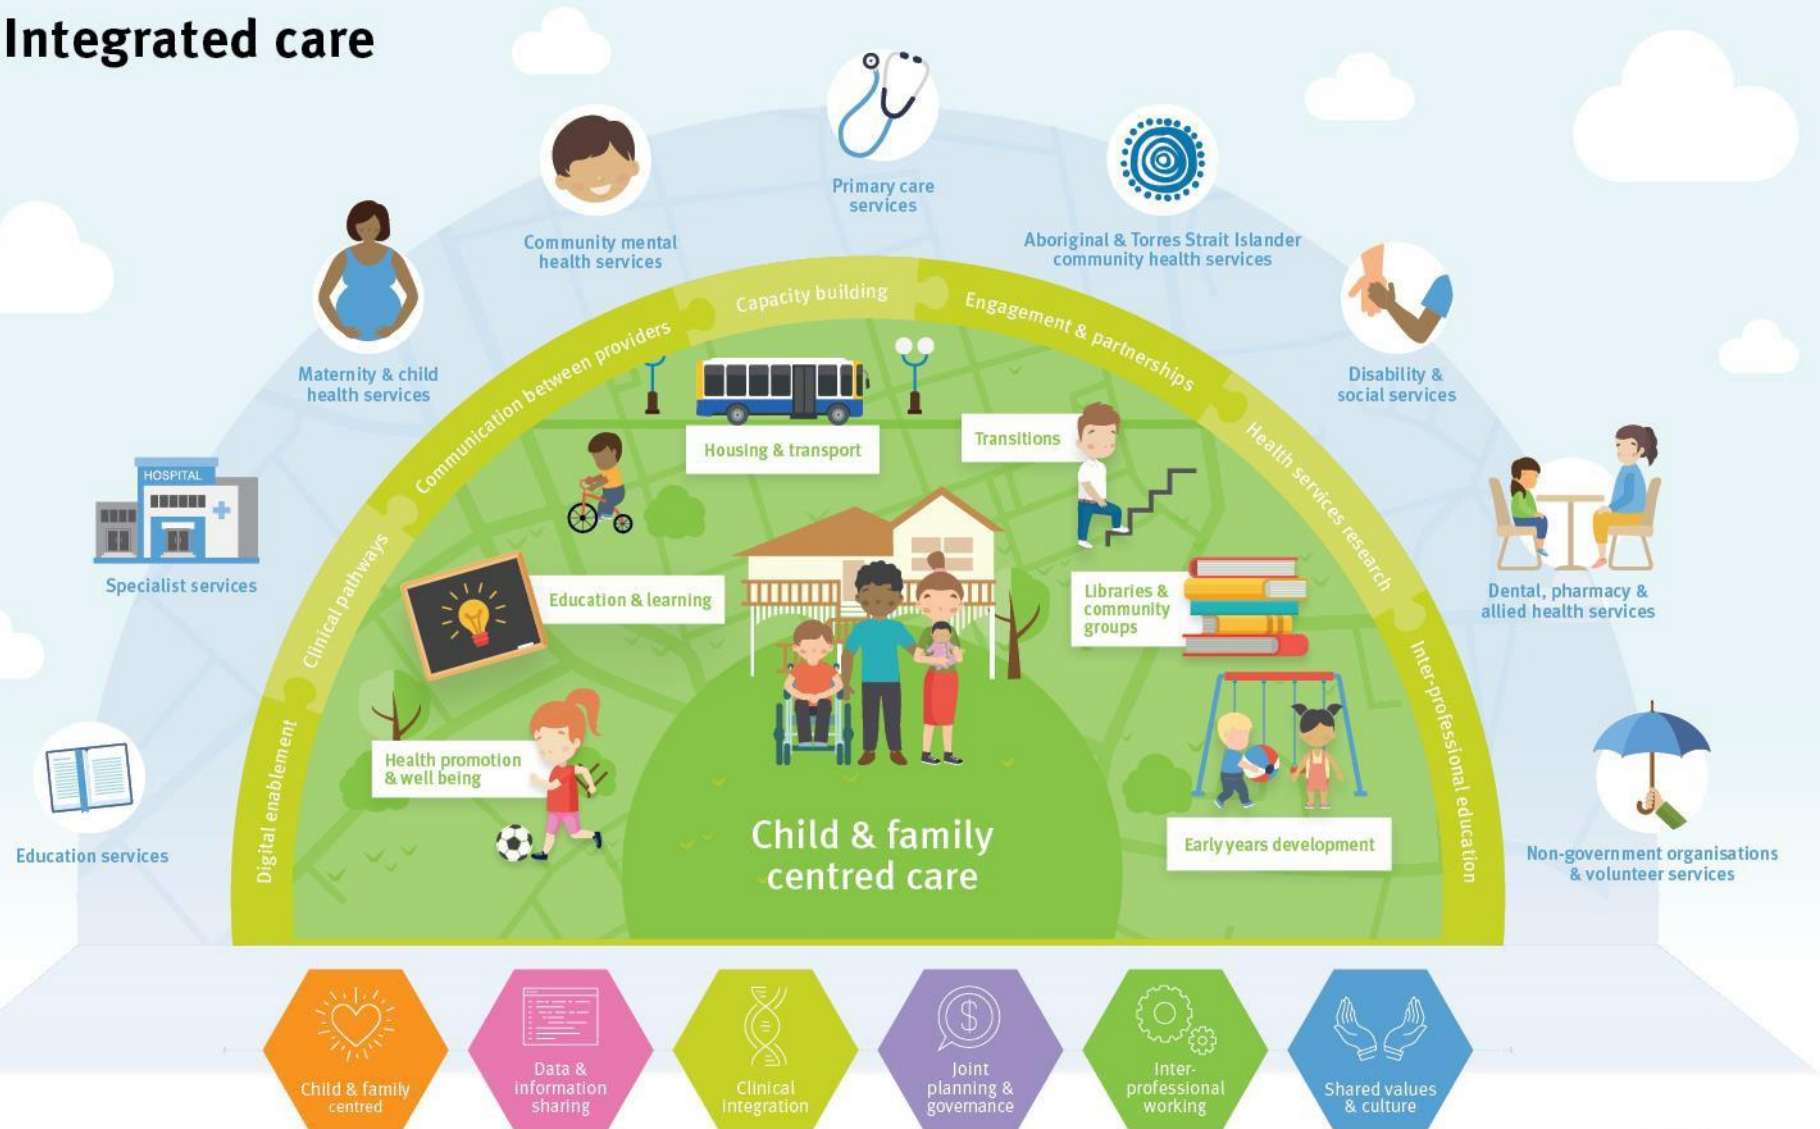 Integrated care
Primary care
services
Community mental
health services
Aboriginal & Torres Strait Islander
community health services
Maternity & child
health services
Disability &
social services
HOSPITAL
Specialist services
Dental, pharmacy &
allied health services
Education services
Non-government organisations
& volunteer services
Digital enablement
Clinical pathways
Communication between providers
Capacity building
Engagement & partnerships
Health services research
Inter-professional education
Housing & transport
Transitions
Education & learning
Libraries &
community
groups
Health promotion
& well being
Early years development
Child & family
centred care
Child & family
centred
Data &
information
sharing
Clinical
integration
$
Joint
planning &
governance
Inter-
professional
working
Shared values
& culture